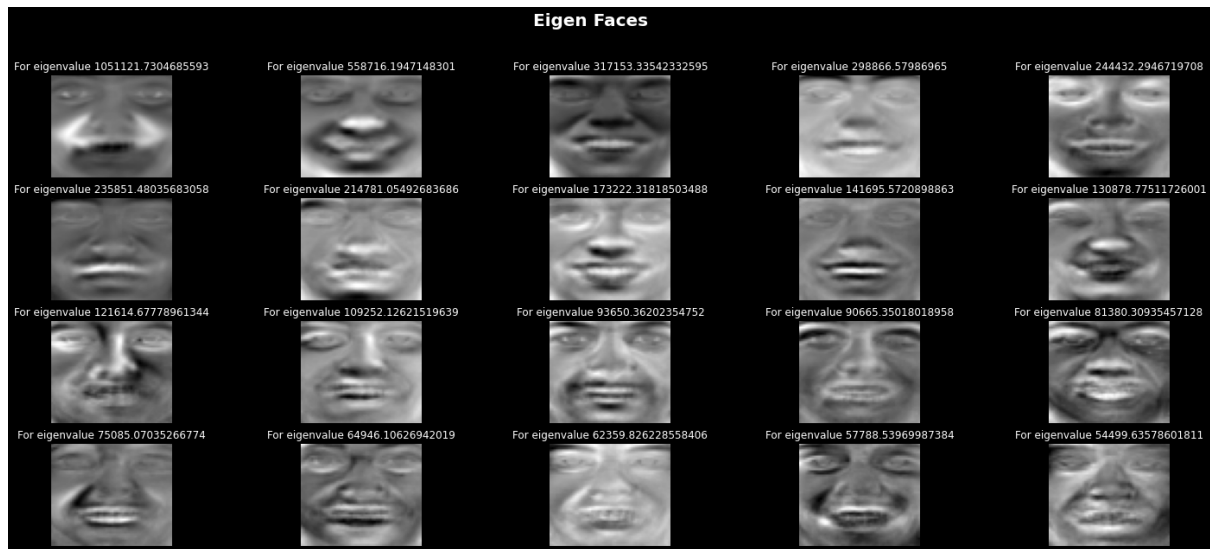 Eigen Faces
For eigenvalue 1051121.7304685593
For eigenvalue 558716.1947148301
For eigenvalue 317153.33542332595
For eigenvalue 298866.57986965
For eigenvalue 244432.2946719708
For eigenvalue 235851.48035683058
For eigenvalue 214781.05492683686
For eigenvalue 173222.31818503488
For eigenvalue 141695.5720898863
For eigenvalue 130878.77511726001
For eigenvalue 121614.67778961344
For eigenvalue 109252.12621519639
For eigenvalue 93650.36202354752
For eigenvalue 90665.35018018958
For eigenvalue 81380.30935457128
For eigenvalue 75085.07035266774
For eigenvalue 64946.10626942019
For eigenvalue 62359.826228558406
For eigenvalue 57788.53969987384
For eigenvalue 54499.63578601811